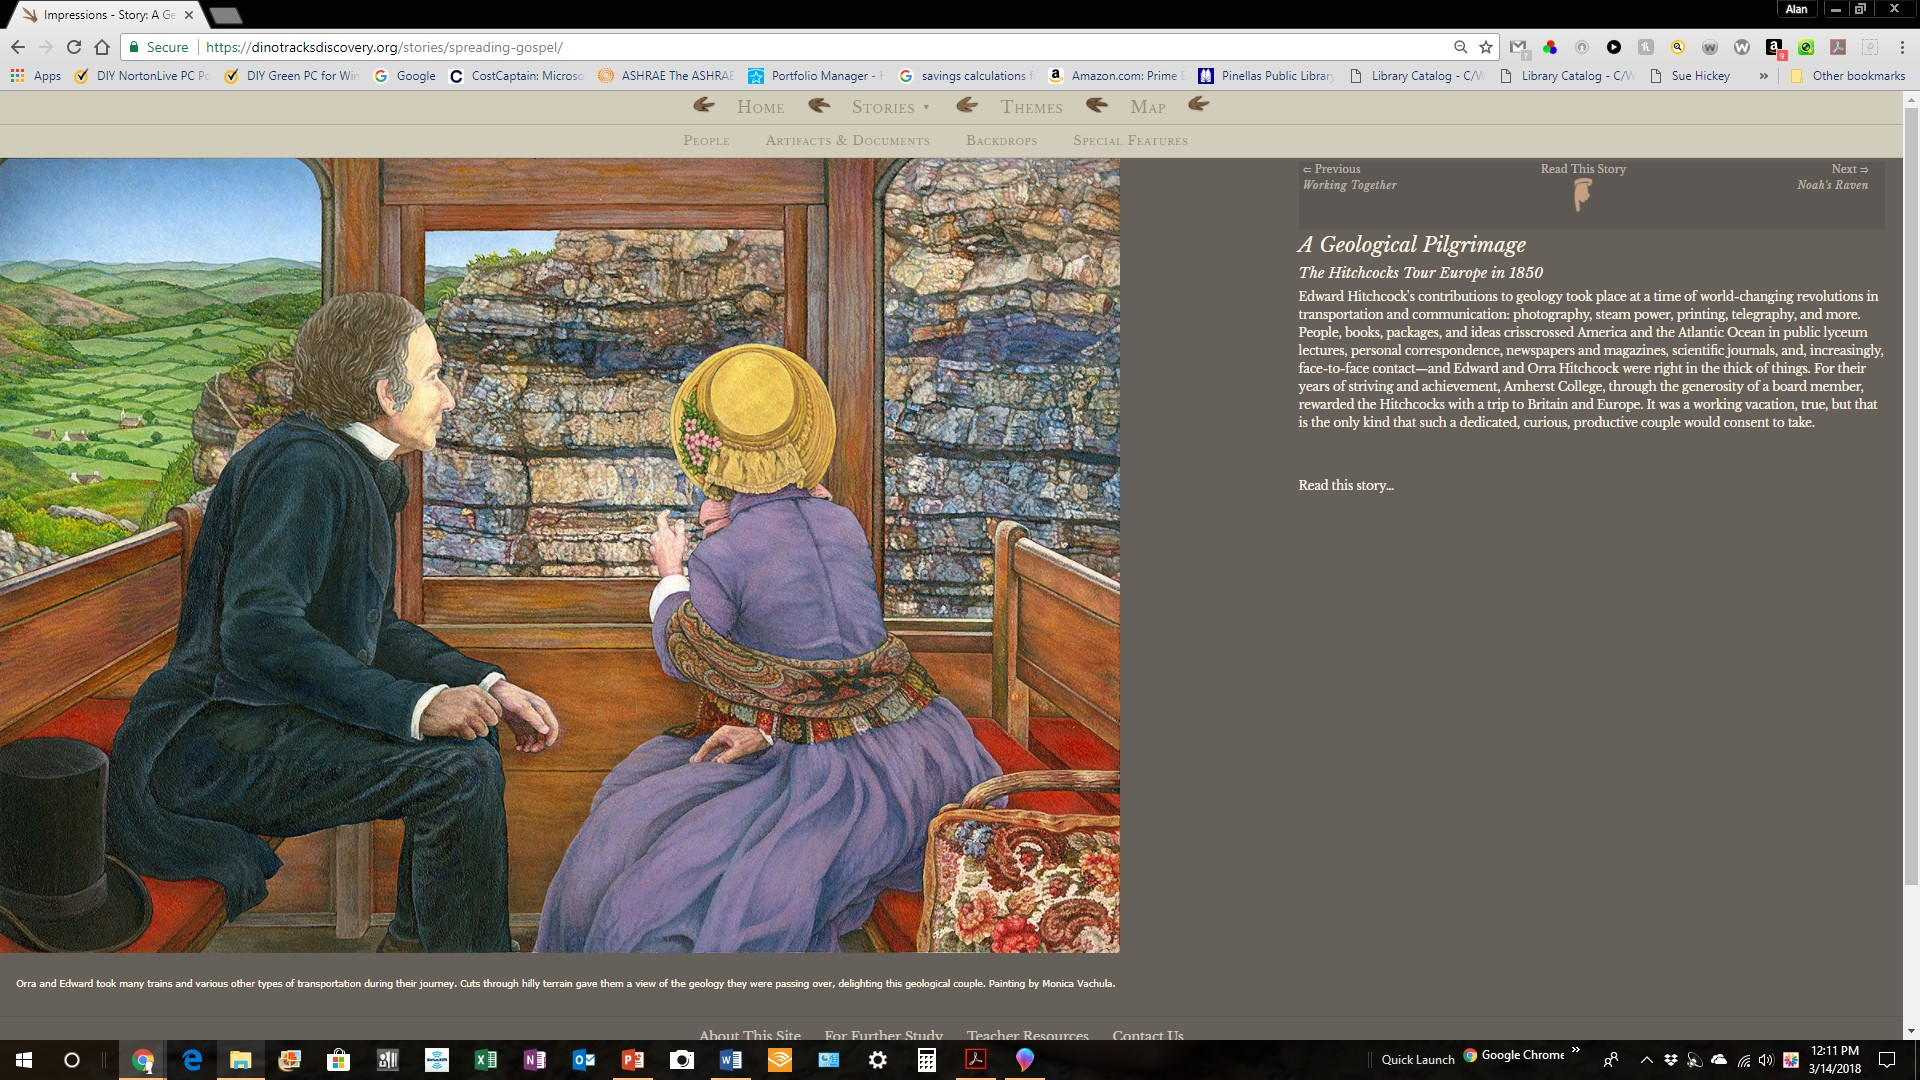 Impressions - Story: A Ge
Alan
Secure
https://dinotracksdiscovery.org/stories/spreading-gospel/
Apps
DIY NortonLive PC Po
DIY Green PC for Win
Google
CostCaptain: Microso
ASHRAE The ASHRAE
Portfolio Manager - H
savings calculations f
Amazon.com: Prime E
Pinellas Public Library
Library Catalog - C/W
Library Catalog - C/W
Sue Hickey
»
Other bookmarks
Home
Stories ▾
Themes
Map
People
Artifacts & Documents
Backdrops
Special Features
⇐ Previous
Working Together
Read This Story
Next ⇒
Noah's Raven
A Geological Pilgrimage
The Hitchcocks Tour Europe in 1850
Edward Hitchcock's contributions to geology took place at a time of world-changing revolutions in
transportation and communication: photography, steam power, printing, telegraphy, and more.
People, books, packages, and ideas crisscrossed America and the Atlantic Ocean in public lyceum
lectures, personal correspondence, newspapers and magazines, scientific journals, and, increasingly,
face-to-face contact—and Edward and Orra Hitchcock were right in the thick of things. For their
years of striving and achievement, Amherst College, through the generosity of a board member,
rewarded the Hitchcocks with a trip to Britain and Europe. It was a working vacation, true, but that
is the only kind that such a dedicated, curious, productive couple would consent to take.
Read this story...
Orra and Edward took many trains and various other types of transportation during their journey. Cuts through hilly terrain gave them a view of the geology they were passing over, delighting this geological couple. Painting by Monica Vachula.
About This Site
For Further Study
Teacher Resources
Contact Us
Quick Launch
Google Chrome
»
12:11 PM
3/14/2018